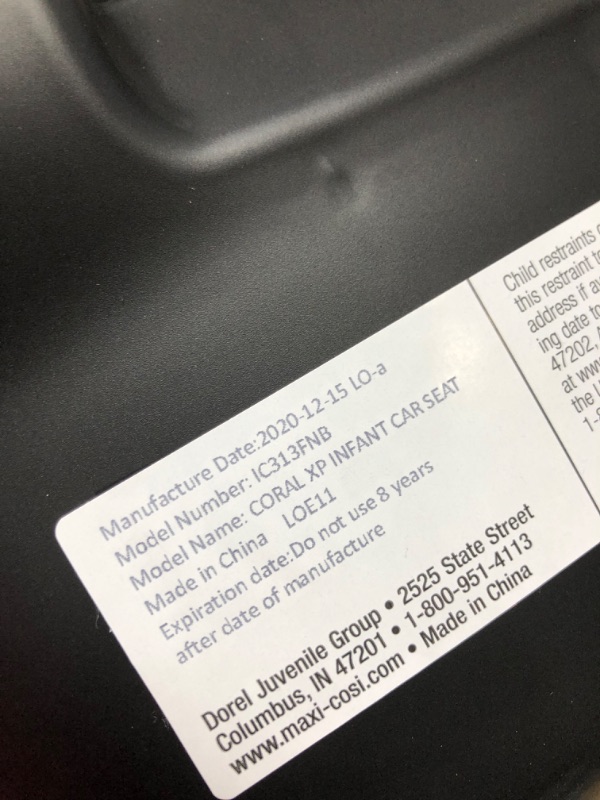 Manufacture Date:2020-12-15 LO-a
Model Number: IC313FNB
Model Name: CORAL XP INFANT CAR SEAT
Made in China LOE11
Expiration date:Do not use 8 years
after date of manufacture
Dorel Juvenile Group • 2525 State Street
Columbus, IN 47201 • 1-800-951-4113
www.maxi-cosi.com • Made in China
Child restraints
this restraint
address if
ing date to
47202,
at
the